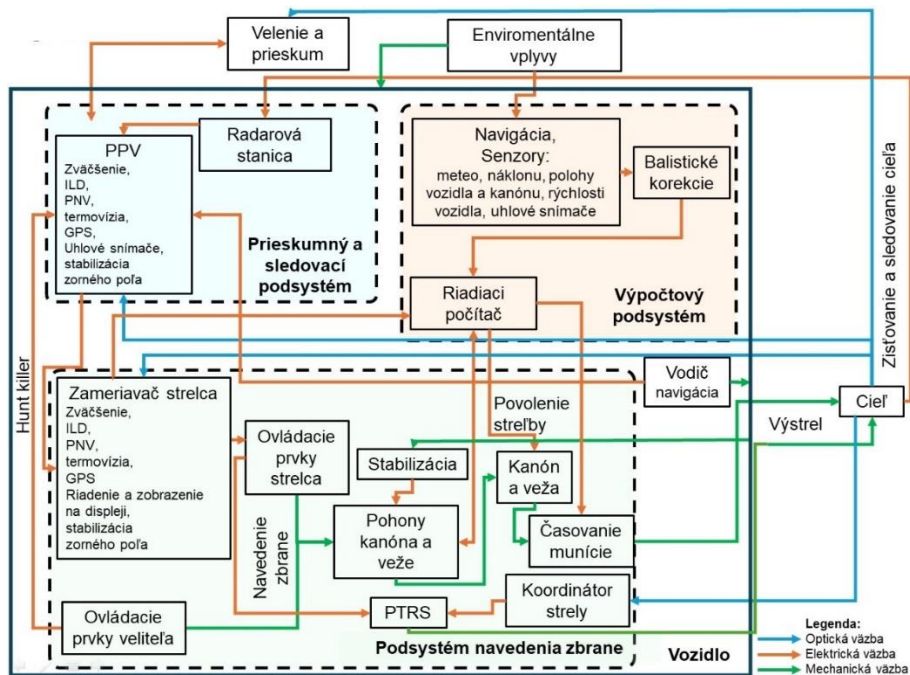 Velenie a
prieskum
Enviromentálne
vplyvy
Radarová
stanica
PPV
Zväčšenie,
ILD,
PNV,
termovízia,
GPS,
Uhlové snímače,
stabilizácia
zorného poľa
Prieskumný a
sledovací
podsystém
Navigácia,
Senzory:
meteo, náklonu, polohy
vozidla a kanónu, rýchlosti
vozidla, uhlové snímače
Balistické
korekcie
Riadiaci
počítač
Výpočtový
podsystém
Zisťovanie a sledovanie cieľa
Hunt killer
Zameriavač strelca
Zväčšenie,
ILD,
PNV,
termovízia,
GPS
Riadenie a zobrazenie
na displeji,
stabilizácia
zorného poľa
Ovládacie
prvky
strelca
Navedenie
zbrane
Stabilizácia
Povolenie
streľby
Kanón
a veža
Vodič
navigácia
Výstrel
Cieľ
Pohony
kanóna a
veže
Časovanie
munície
Koordinátor
strely
PTRS
Ovládacie
prvky veliteľa
Podsystém navedenia zbrane
Vozidlo
Legenda:
Optická väzba
Elektrická väzba
Mechanická väzba